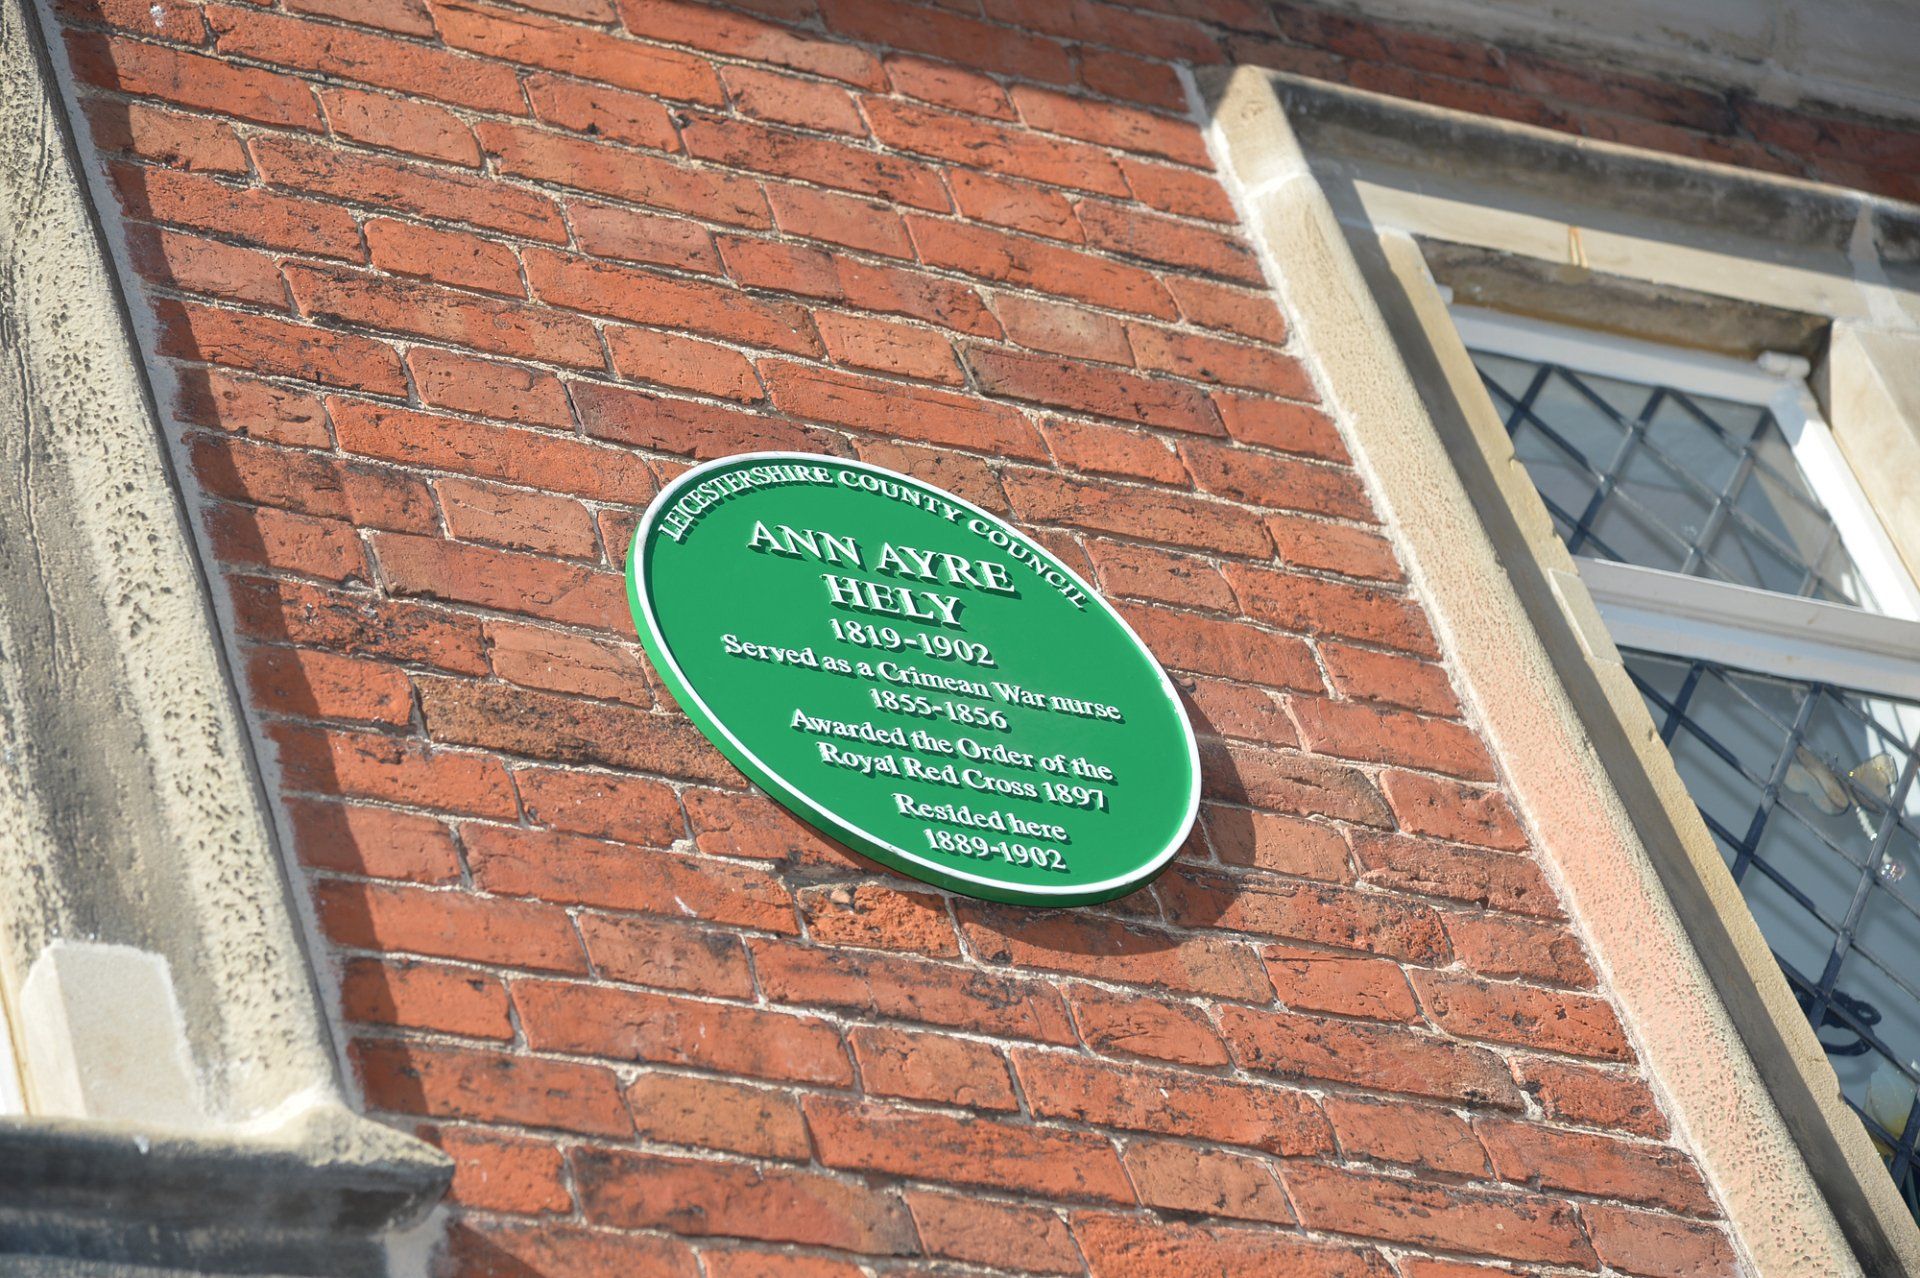 LEICESTERSHIRE COUNTY COUNCIL
ANN AYRE
HELY
1819-1902
Served as a Crimean War nurse
1855-1856
Awarded the Order of the
Royal Red Cross 1897
Resided here
1889-1902